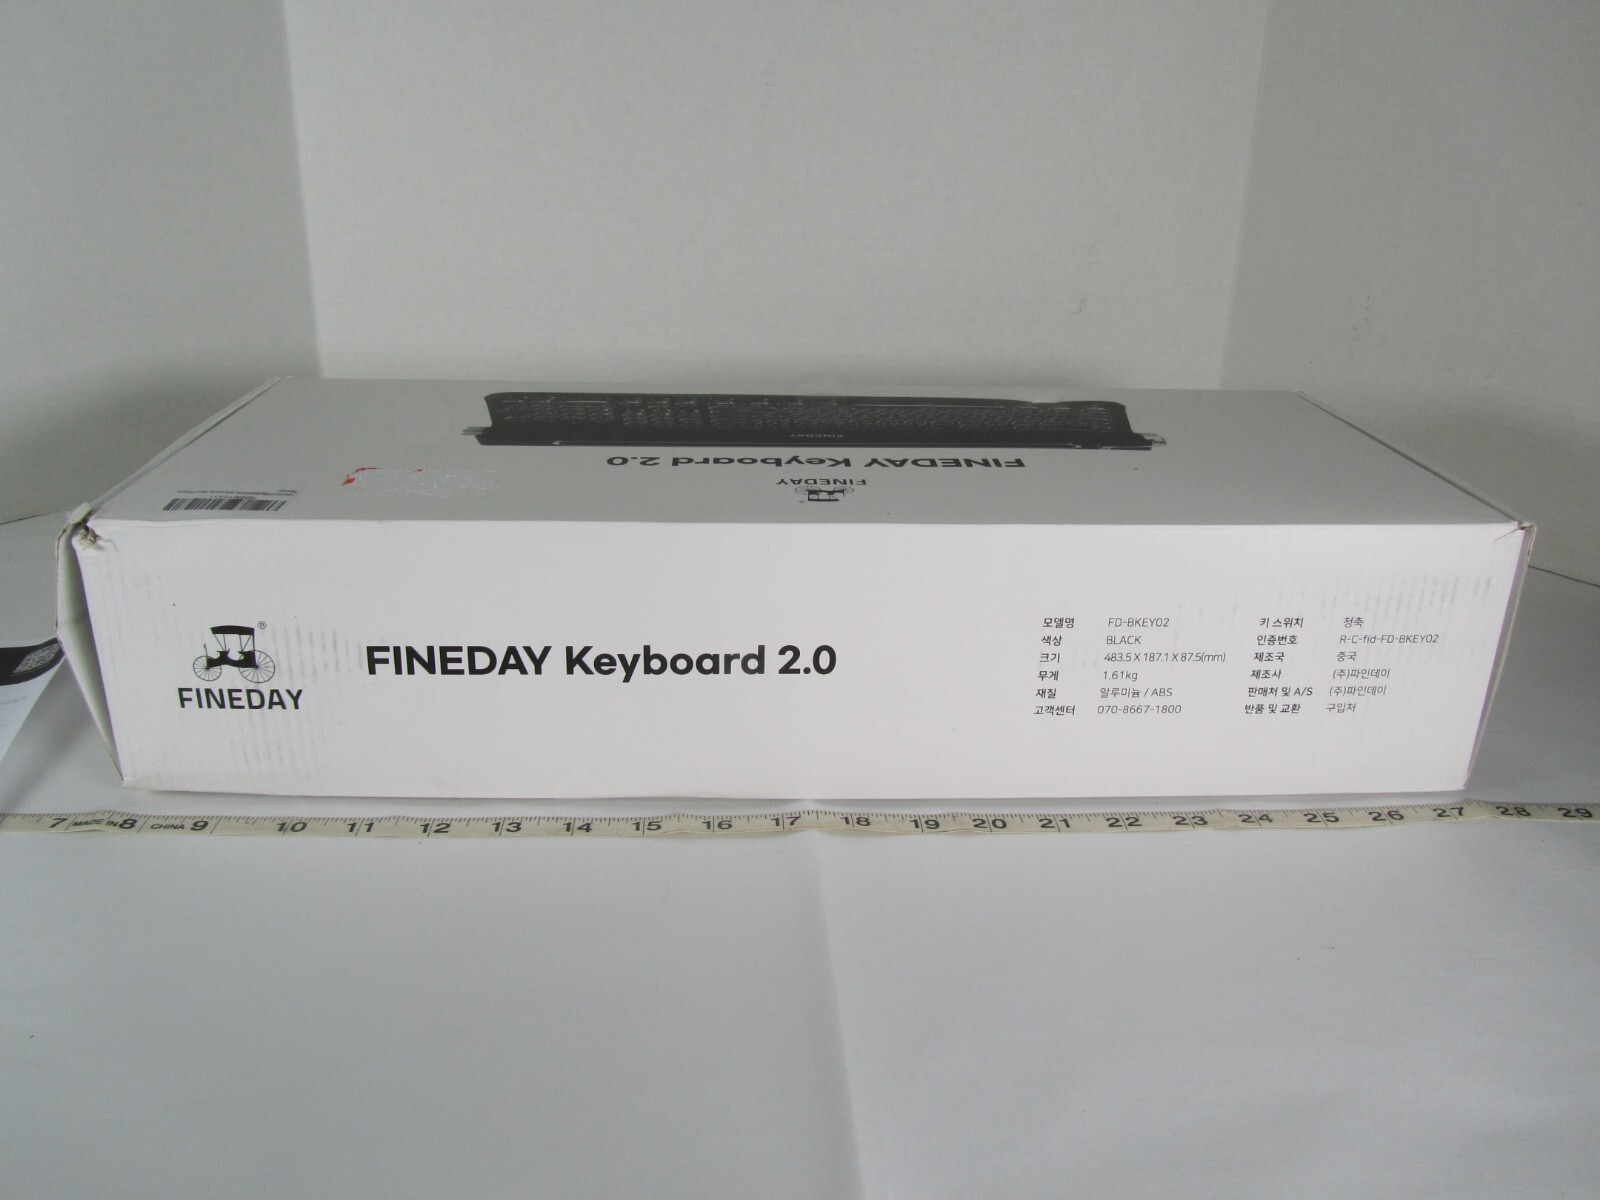 FINEDAY
FINEDAY Keyboard 2.0
FINEDAY
®
FINEDAY
FINEDAY Keyboard 2.0
모델명 FD-BKEY02
색상 BLACK
크기 483.5 X 187.1 X 87.5(mm)
무게 1.61kg
재질 알루미늄 / ABS
고객센터 070-8667-1800
키 스위치 청축
인증번호 R-C-fid-FD-BKEY02
제조국 중국
제조사 (주)파인데이
판매처 및 A/S (주)파인데이
반품 및 교환 구입처
7 MADE IN 8 CHINA 9 10 11 12 13 14 15 16 17 18 19 20 21 22 23 24 25 26 27 28 29